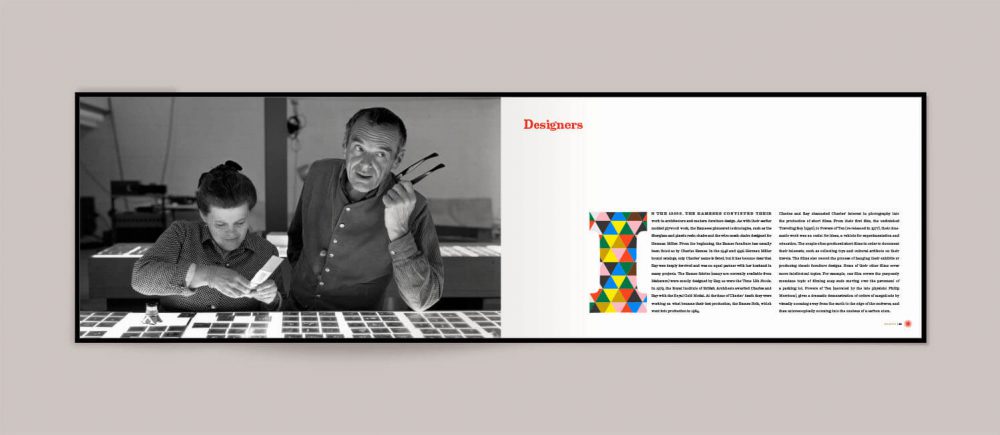 Designers
IN THE 1950S, THE EAMESES CONTINUED THEIR
work in architecture and modern furniture design. As with their earlier
molded plywood work, the Eameses pioneered technologies, such as the
fiberglass and plastic resin chairs and the wire mesh chairs designed for
Herman Miller. From the beginning, the Eames furniture has usually
been listed as by Charles Eames. In the 1948 and 1952 Herman Miller
bound catalogs, only Charles' name is listed, but it has become clear that
Ray was deeply involved and was an equal partner with her husband in
many projects. The Eames fabrics (many are currently available from
Maharam) were mostly designed by Ray, as were the Time Life Stools.
In 1979, the Royal Institute of British Architects awarded Charles and
Ray with the Royal Gold Medal. At the time of Charles' death they were
working on what became their last production, the Eames Sofa, which
went into production in 1984.
Charles and Ray channeled Charles' interest in photography into
the production of short films. From their first film, the unfinished
Traveling Boy (1950), to Powers of Ten (re-released in 1977), their cine-
matic work was an outlet for ideas, a vehicle for experimentation and
education. The couple often produced short films in order to document
their interests, such as collecting toys and cultural artifacts on their
travels. The films also record the process of hanging their exhibits or
producing classic furniture designs. Some of their other films cover
more intellectual topics. For example, one film covers the purposely
mundane topic of filming soap suds moving over the pavement of
a parking lot. Powers of Ten (narrated by the late physicist Philip
Morrison), gives a dramatic demonstration of orders of magnitude by
visually zooming away from the earth to the edge of the universe, and
then microscopically zooming into the nucleus of a carbon atom.